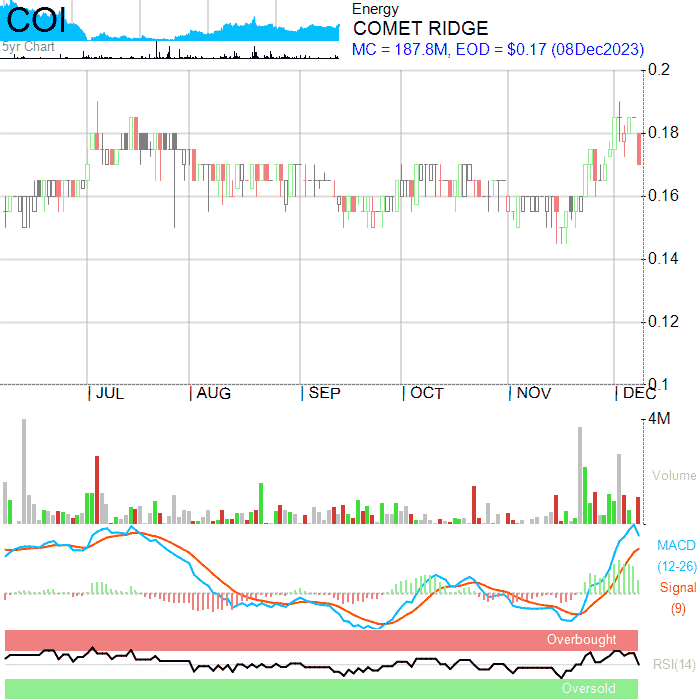 COI
5yr Chart
Energy
COMET RIDGE
MC = 187.8M, EOD = $0.17 (08Dec2023)
0.2
0.18
0.16
0.14
0.12
0.1
JUL
AUG
SEP
OCT
NOV
DEC
4M
Volume
MACD
(12-26)
Signal
(9)
Overbought
RSI(14)
Oversold